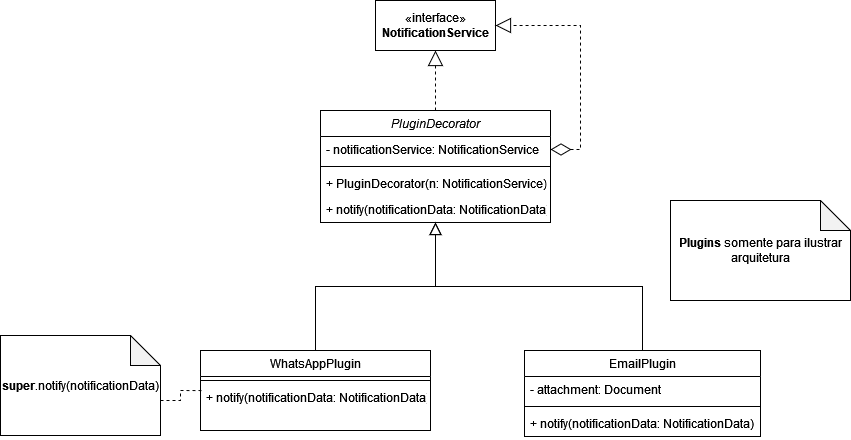 «interface»
NotificationService
PluginDecorator
- notificationService: NotificationService
+ PluginDecorator(n: NotificationService)
+ notify(notificationData: NotificationData
Plugins somente para ilustrar
arquitetura
super.notify(notificationData)
WhatsAppPlugin
+ notify(notificationData: NotificationData
EmailPlugin
- attachment: Document
+ notify(notificationData: NotificationData)